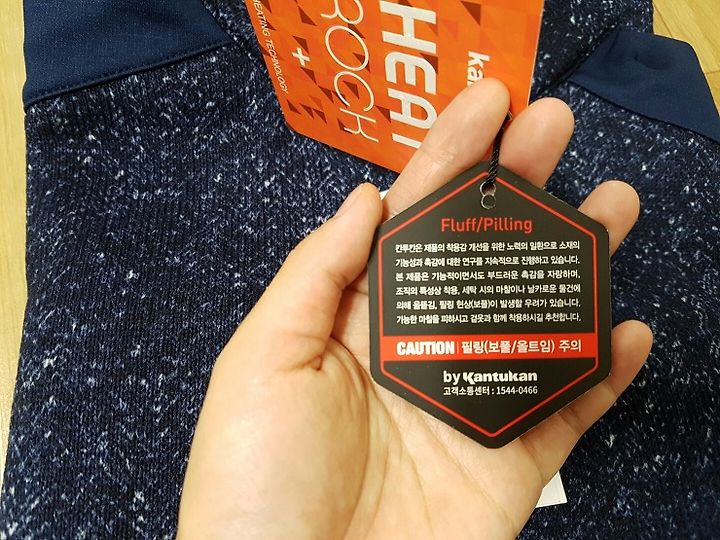 HEATING TECHNOLOGY
ROCK
+
HEAT
ka
Fluff/Pilling
칸투칸은 제품의 착용감 개선을 위한 노력의 일환으로 소재의
기능성과 촉감에 대한 연구를 지속적으로 진행하고 있습니다.
본 제품은 기능적이면서도 부드러운 촉감을 자랑하며,
조직의 특성상 착용, 세탁 시의 마찰이나 날카로운 물건에
의해 올뜯김, 필링 현상(보풀)이 발생할 우려가 있습니다.
가능한 마찰을 피하시고 겉옷과 함께 착용하시길 추천합니다.
CAUTION | 필링(보풀/올트임) 주의
by Kantukan
고객소통센터 : 1544-0466